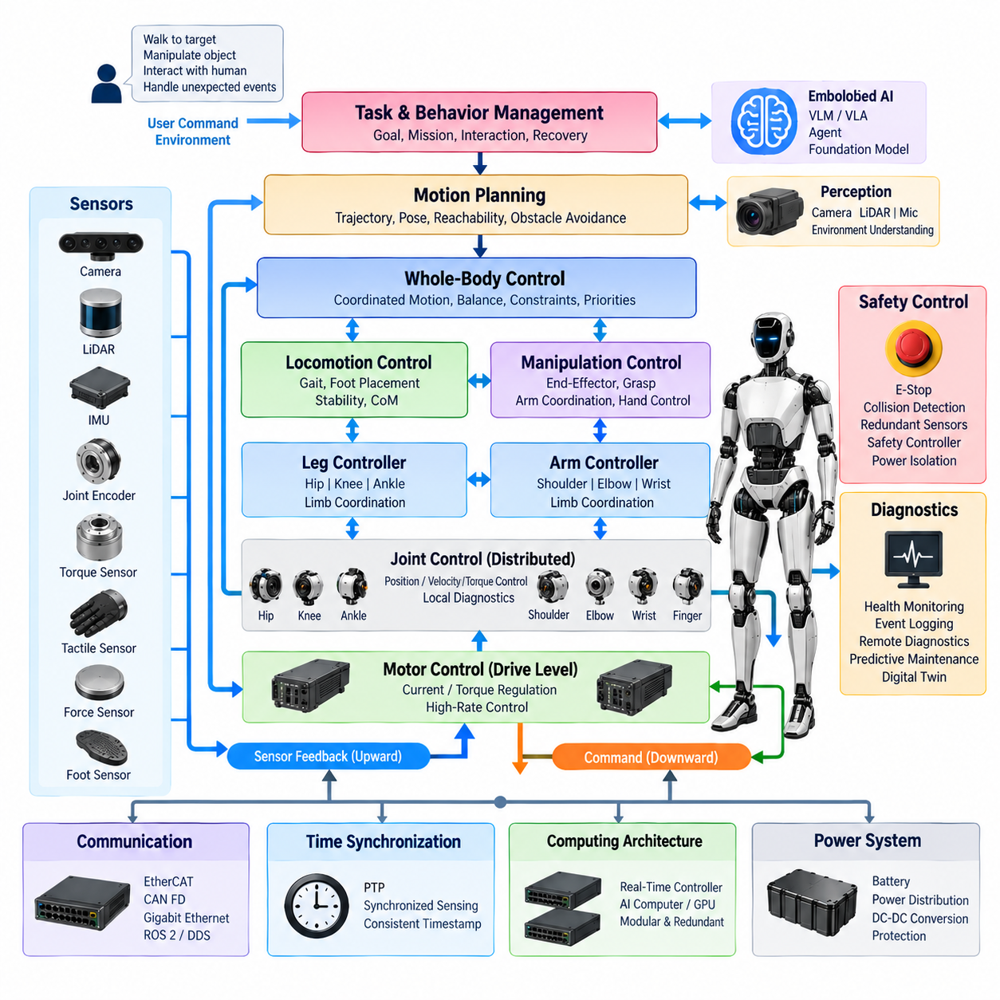 Walk to target
Manipulate object
Interact with human
Handle unexpected events
User Command
Environment
Task & Behavior Management
Goal, Mission, Interaction, Recovery
Embolobed AI
VLM / VLA
Agent
Foundation Model
Motion Planning
Trajectory, Pose, Reachability, Obstacle Avoidance
Perception
Camera LiDAR | Mic
Environment Understanding
Sensors
Camera
LiDAR
IMU
Joint Encoder
Torque Sensor
Tactile Sensor
Force Sensor
Foot Sensor
Whole-Body Control
Coordinated Motion, Balance, Constraints, Priorities
Locomotion Control
Gait, Foot Placement
Stability, CoM
Manipulation Control
End-Effector, Grasp
Arm Coordination, Hand Control
Leg Controller
Hip | Knee | Ankle
Limb Coordination
Arm Controller
Shoulder | Elbow | Wrist
Limb Coordination
Joint Control (Distributed)
Position / Velocity/Torque Control
Local Diagnostics
Hip
Knee
Ankle
Shoulder
Elbow
Wrist
Finger
Motor Control (Drive Level)
Current / Torque Regulation
High-Rate Control
Sensor Feedback (Upward)
Command (Downward)
Safety Control
E-Stop
Collision Detection
Redundant Sensors
Safety Controller
Power Isolation
Diagnostics
Health Monitoring
Event Logging
Remote Diagnostics
Predictive Maintenance
Digital Twin
Communication
EtherCAT
CAN FD
Gigabit Ethernet
ROS 2 / DDS
Time Synchronization
PTP
Synchronized Sensing
Consistent Timestamp
Computing Architecture
Real-Time Controller
AI Computer / GPU
Modular & Redundant
Power System
Battery
Power Distribution
DC-DC Conversion
Protection